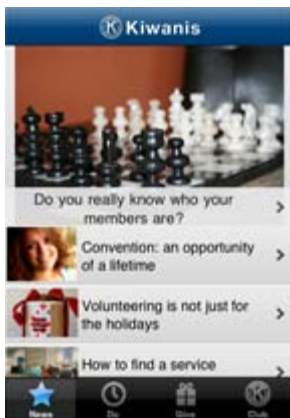 Kiwanis
Do you really know who your
members are?
Convention: an opportunity
of a lifetime
Volunteering is not just for
the holidays
How to find a service
News
Do
Give
Club